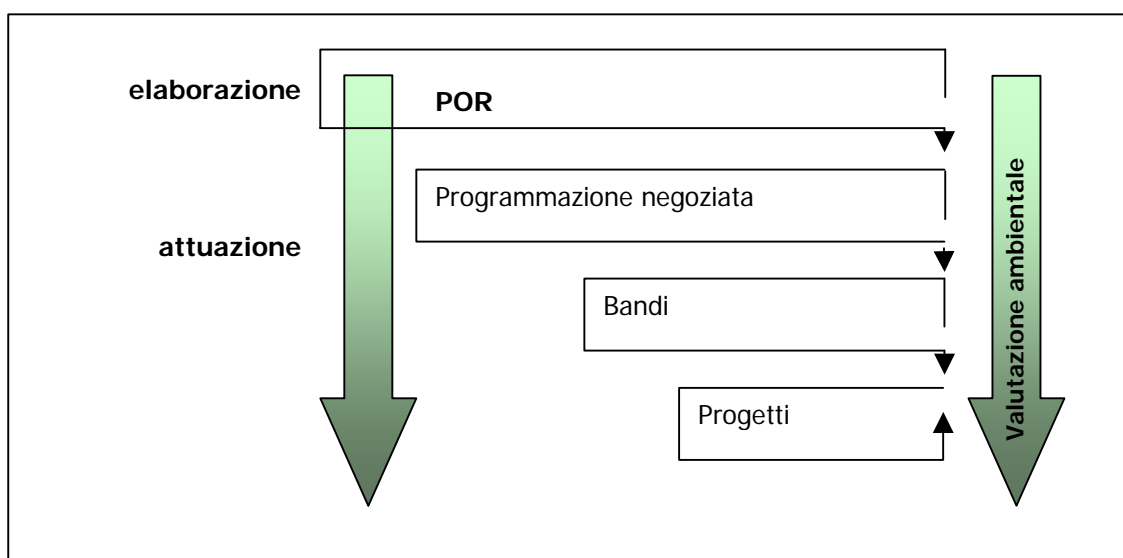 elaborazione
POR
Programmazione negoziata
attuazione
Bandi
Progetti
Valutazione ambientale